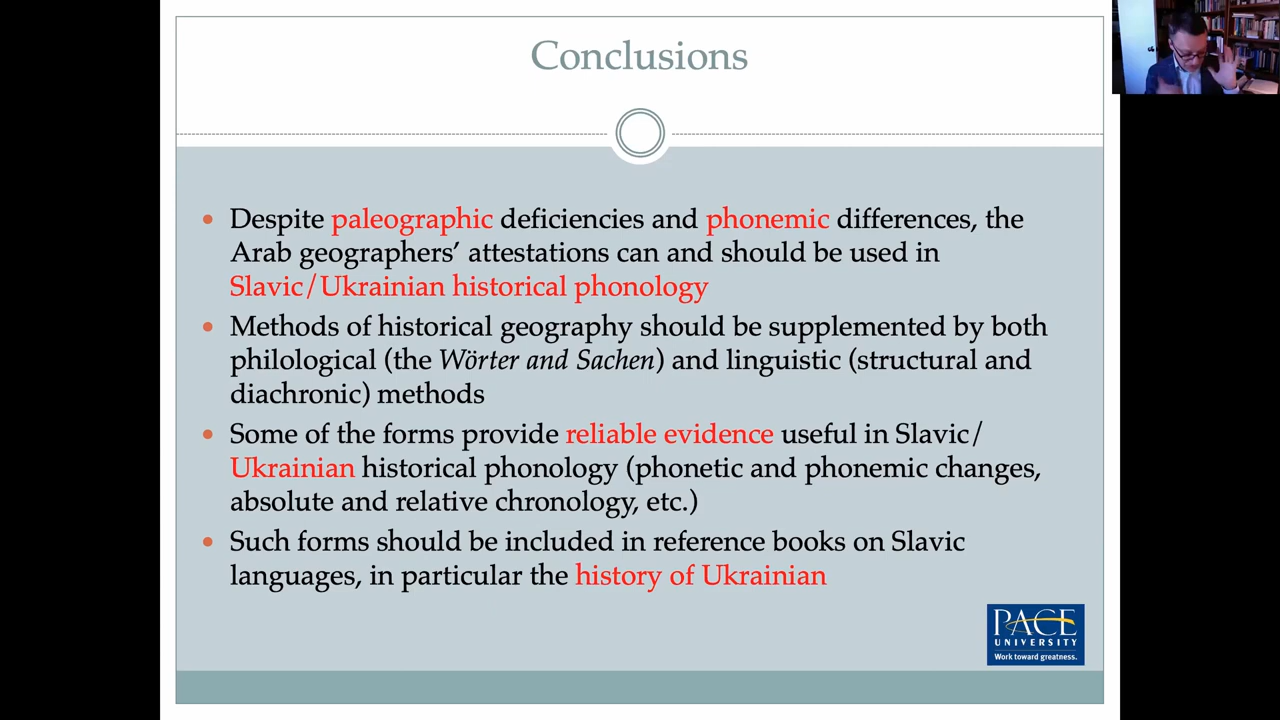 Conclusions
• Despite paleographic deficiencies and phonemic differences, the
Arab geographers’ attestations can and should be used in
Slavic/Ukrainian historical phonology
• Methods of historical geography should be supplemented by both
philological (the Wörter and Sachen) and linguistic (structural and
diachronic) methods
• Some of the forms provide reliable evidence useful in Slavic/
Ukrainian historical phonology (phonetic and phonemic changes,
absolute and relative chronology, etc.)
• Such forms should be included in reference books on Slavic
languages, in particular the history of Ukrainian
PACE
UNIVERSITY
Work toward greatness.